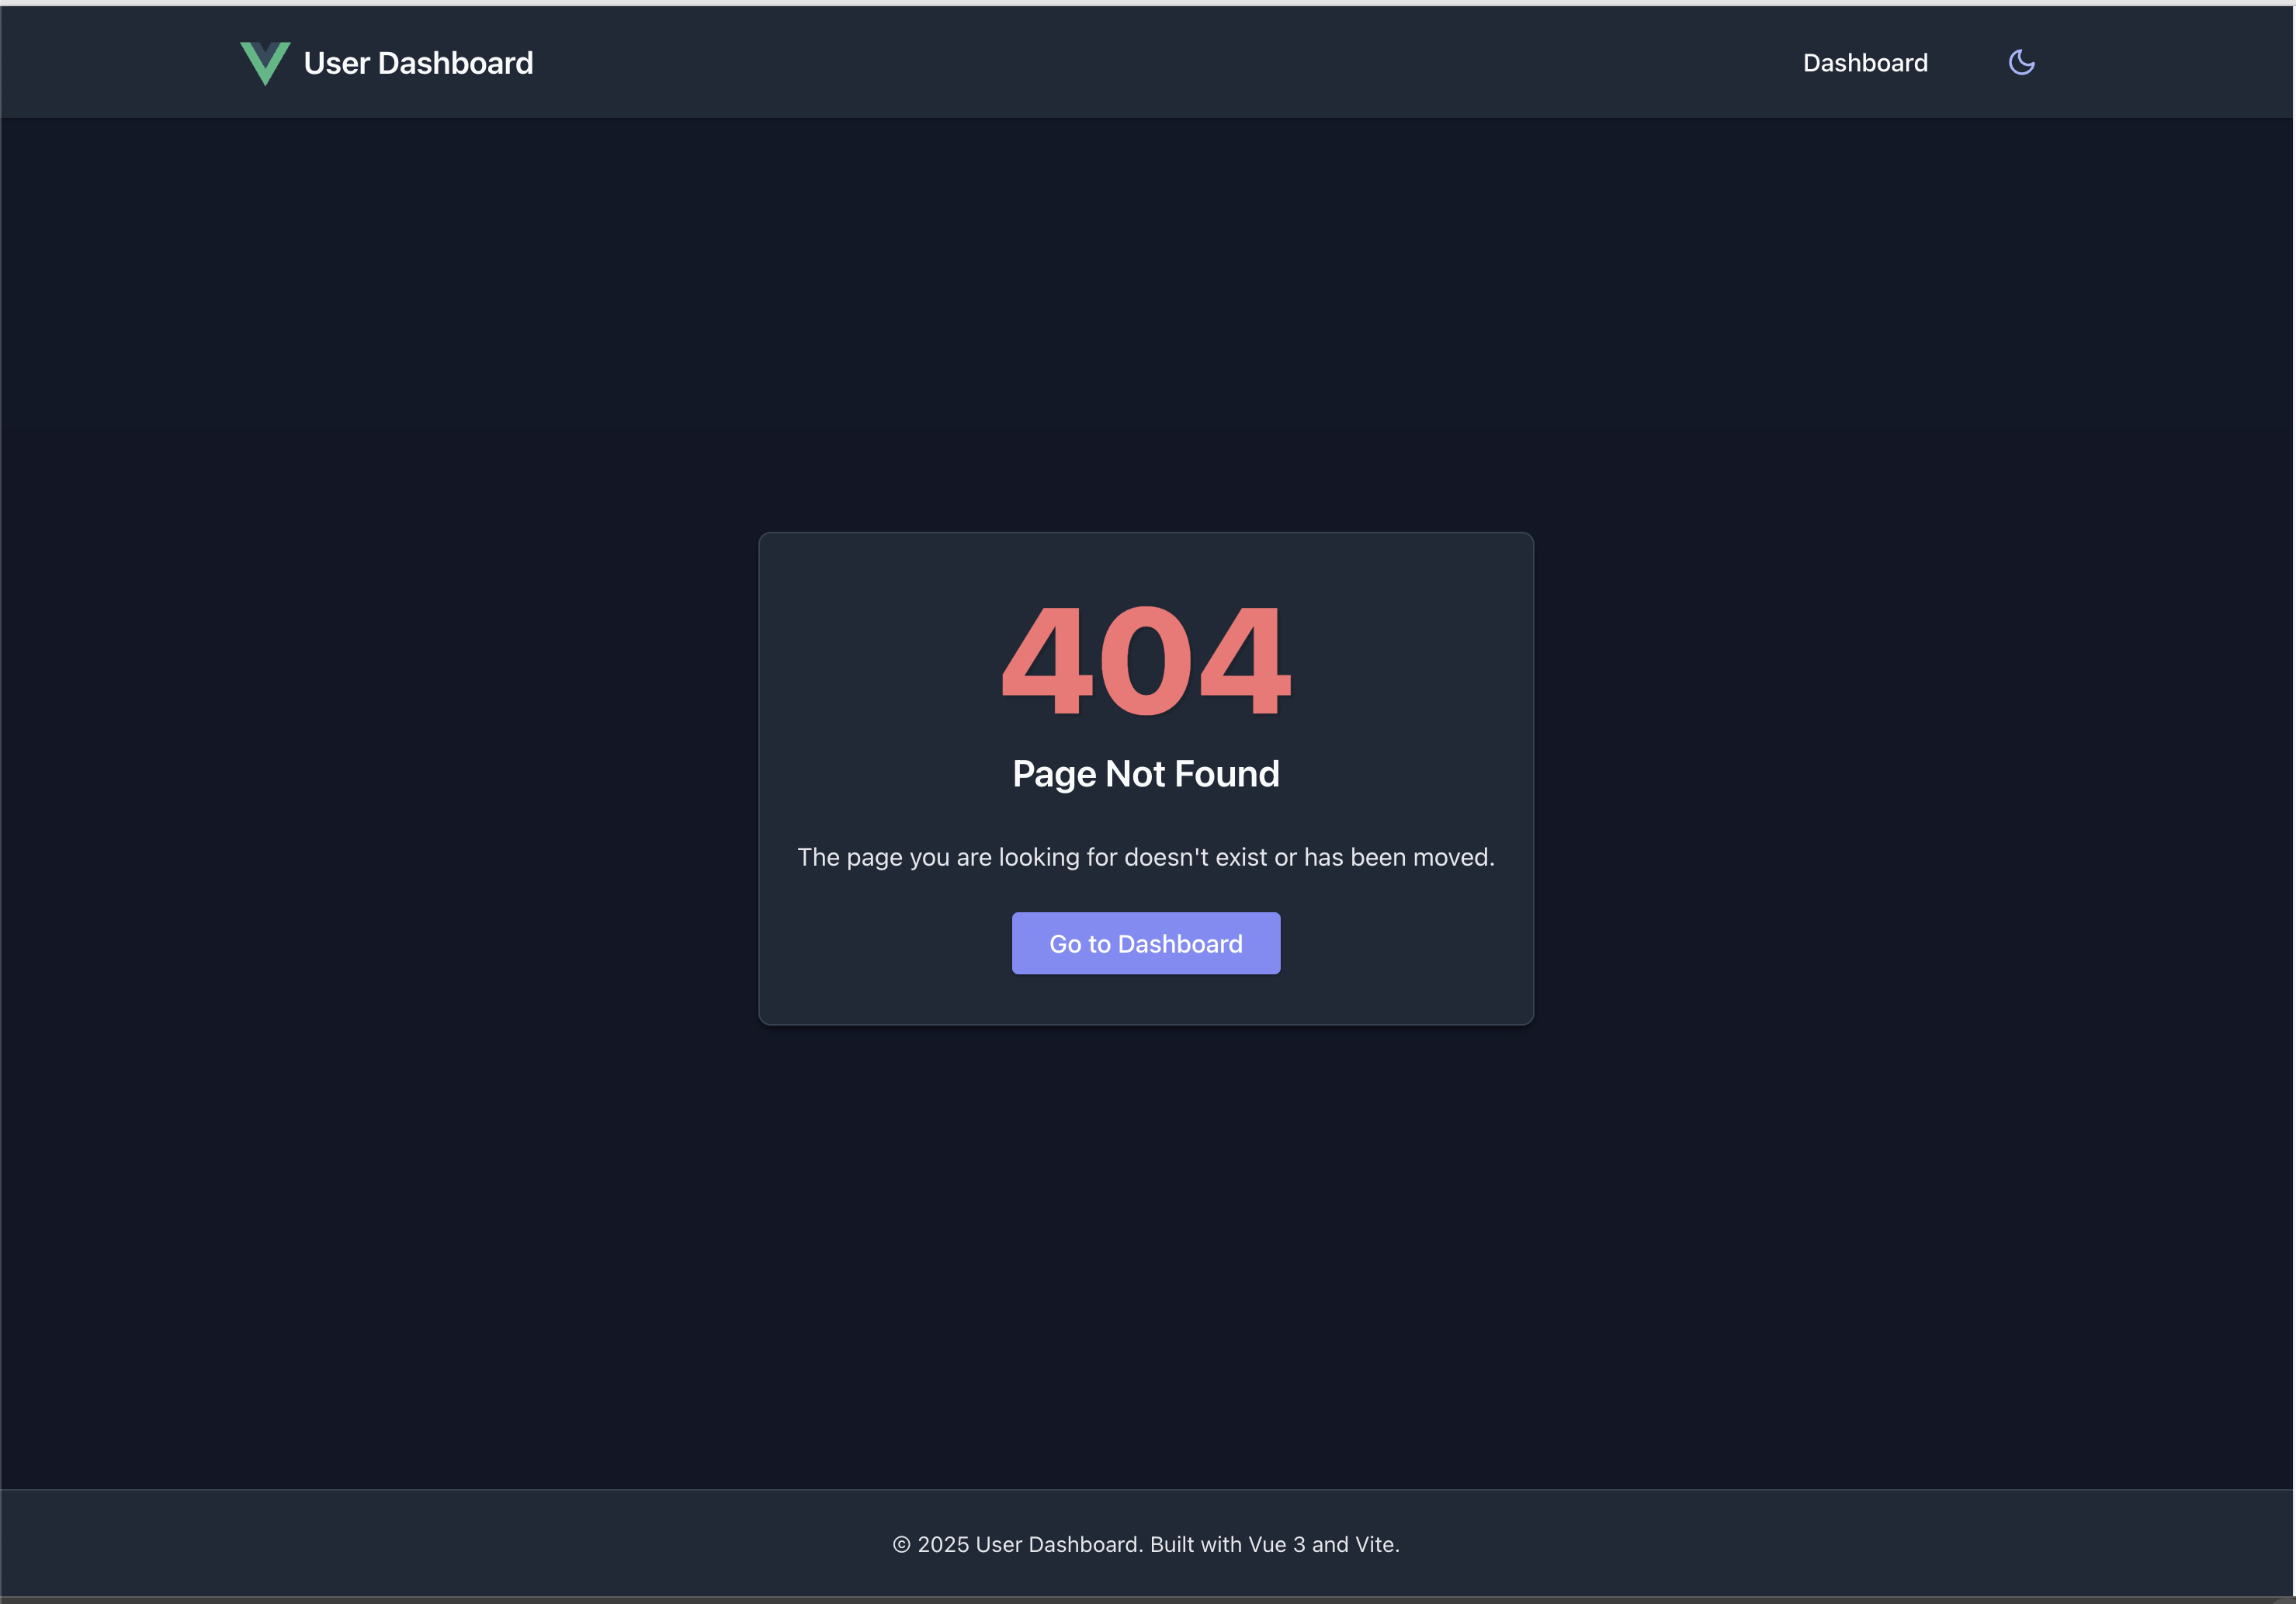 User Dashboard
Dashboard
404
Page Not Found
The page you are looking for doesn't exist or has been moved.
Go to Dashboard
© 2025 User Dashboard. Built with Vue 3 and Vite.